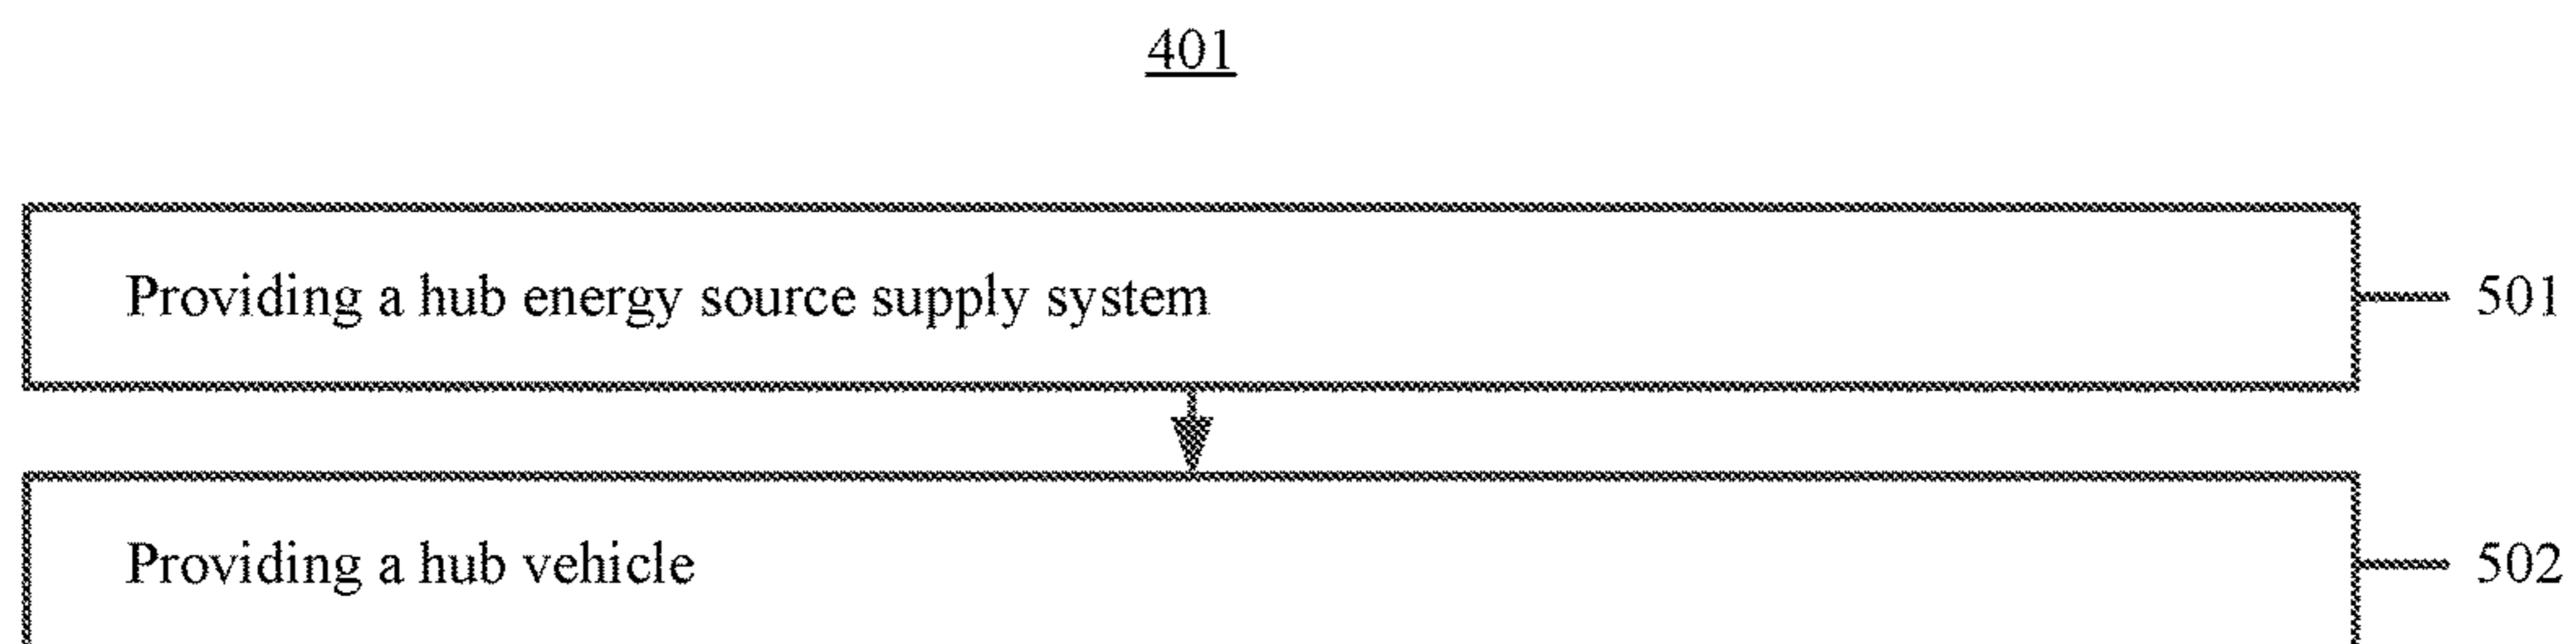 401
Providing a hub energy source supply system
501
Providing a hub vehicle
502